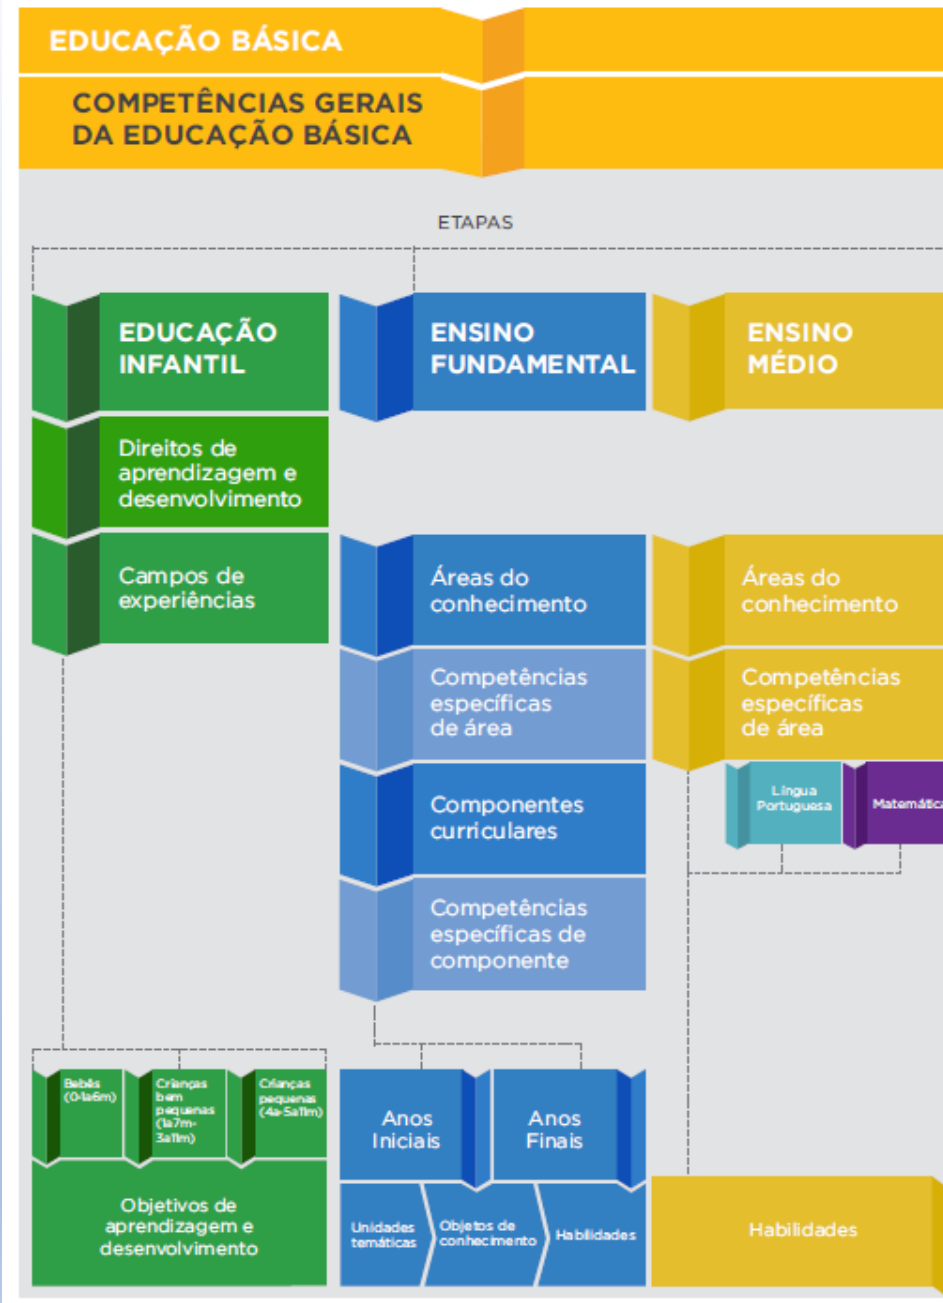 EDUCAÇÃO BÁSICA
COMPETÊNCIAS GERAIS
DA EDUCAÇÃO BÁSICA
ETAPAS
EDUCAÇÃO
INFANTIL
Direitos de
aprendizagem e
desenvolvimento
Campos de
experiências
Bebês
(0-1a6m)
Crianças
bem
pequenas
(1a7m-
3a11m)
Crianças
pequenas
(4a-5a11m)
Objetivos de
aprendizagem e
desenvolvimento
ENSINO
FUNDAMENTAL
Áreas do
conhecimento
Competências
específicas
de área
Componentes
curriculares
Competências
específicas de
componente
Anos
Iniciais
Anos
Finais
Unidades
temáticas
Objetos de
conhecimento
Habilidades
ENSINO
MÉDIO
Áreas do
conhecimento
Competências
específicas
de área
Língua
Portuguesa
Matemática
Habilidades